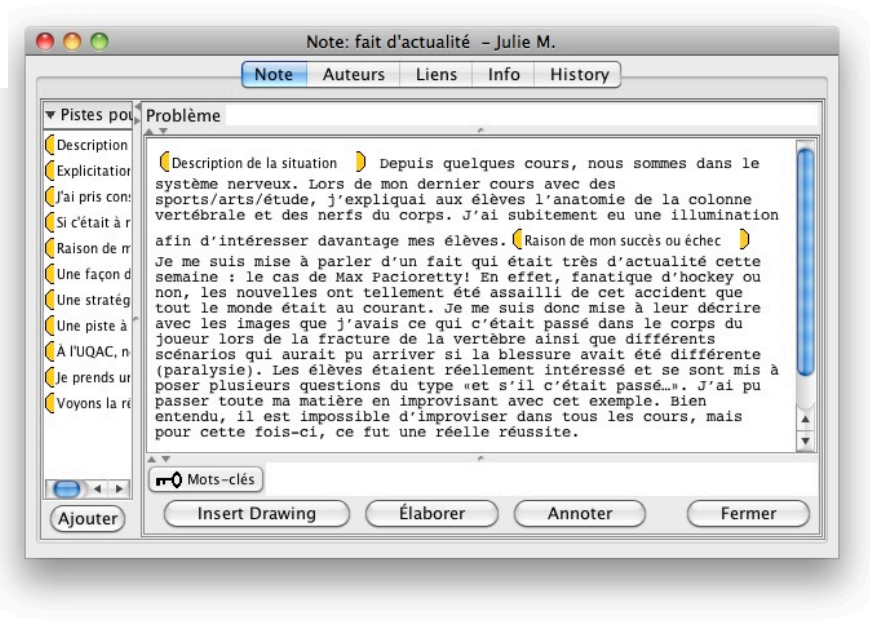 Note: fait d'actualité – Julie M.
Note Auteurs Liens Info History
Pistes pou
Description
Explicitation
J'ai pris cons
Si c'était à r
Raison de m
Une façon d
Une stratég
Une piste à
À l'UQAC, n
Je prends un
Voyons la ré
Ajouter
Problème
Description de la situation Depuis quelques cours, nous sommes dans le
système nerveux. Lors de mon dernier cours avec des
sports/arts/étude, j'expliquai aux élèves l'anatomie de la colonne
vertébrale et des nerfs du corps. J'ai subitement eu une illumination
afin d'intéresser davantage mes élèves. Raison de mon succès ou échec
Je me suis mise à parler d'un fait qui était très d'actualité cette
semaine : le cas de Max Pacioretty! En effet, fanatique d'hockey ou
non, les nouvelles ont tellement été assailli de cet accident que
tout le monde était au courant. Je me suis donc mise à leur décrire
avec les images que j'avais ce qui c'était passé dans le corps du
joueur lors de la fracture de la vertèbre ainsi que différents
scénarios qui aurait pu arriver si la blessure avait été différente
(paralysie). Les élèves étaient réellement intéressé et se sont mis à
poser plusieurs questions du type «et s'il c'était passé…». J'ai pu
passer toute ma matière en improvisant avec cet exemple. Bien
entendu, il est impossible d'improviser dans tous les cours, mais
pour cette fois-ci, ce fut une réelle réussite.
Mots-clés
Insert Drawing Élaborer Annoter Fermer